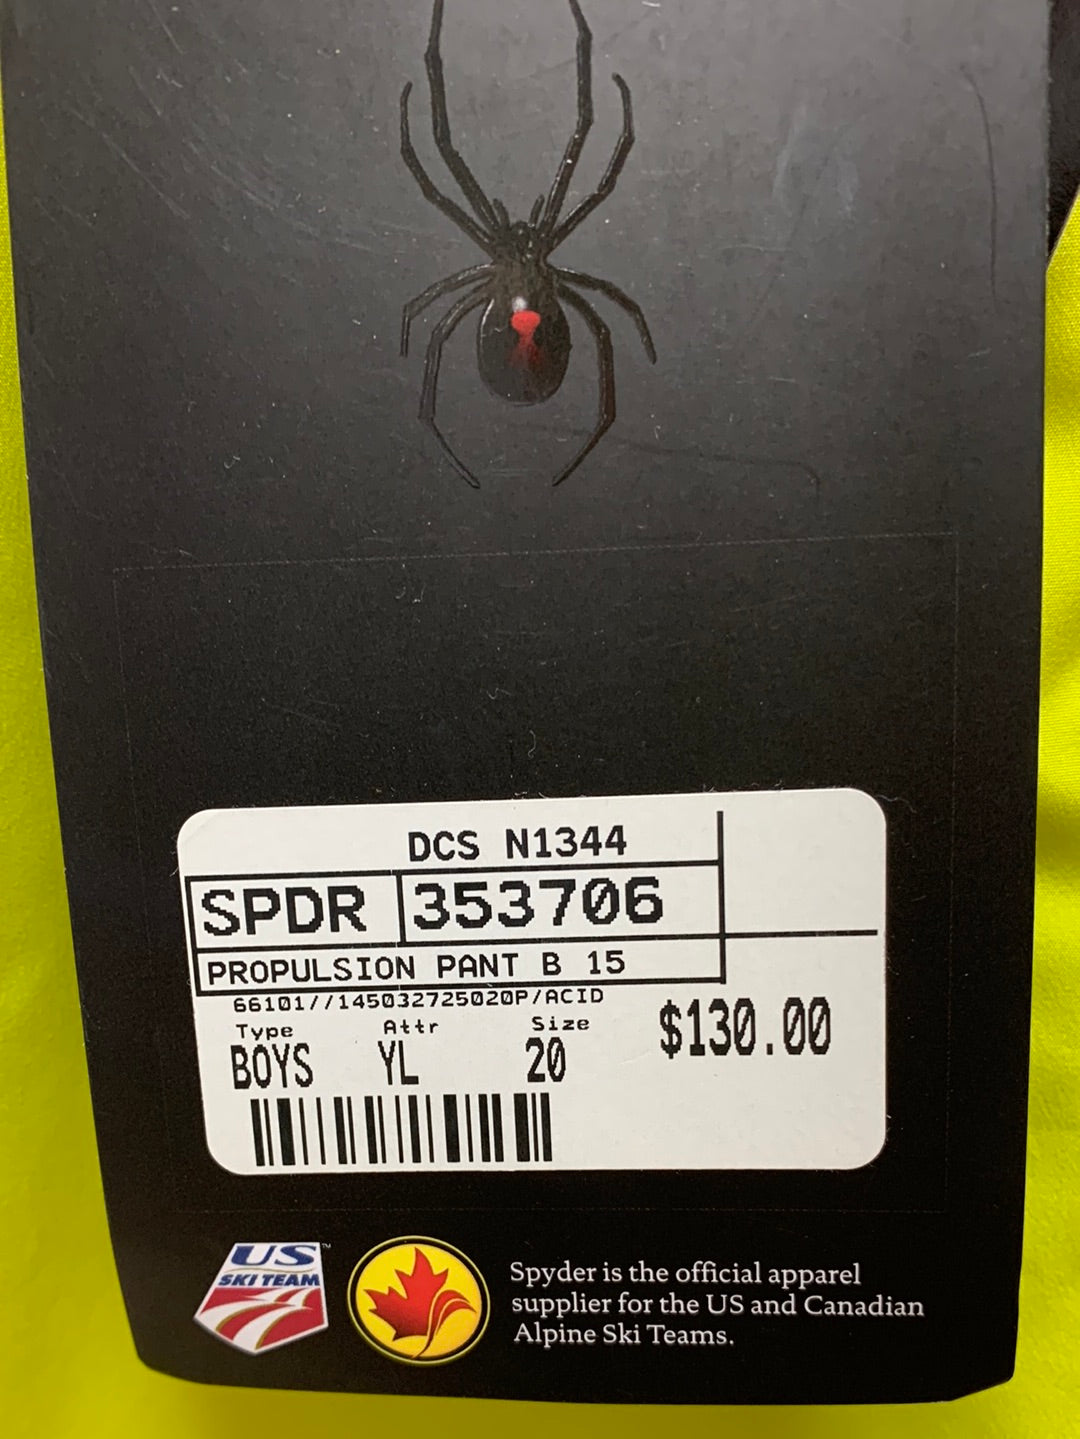 DCS N1344
SPDR 353706
PROPULSION PANT B 15
66101//145032725020P/ACID
Type Attr Size
BOYS YL 20
$130.00
US
SKI TEAM
TM
Spyder is the official apparel
supplier for the US and Canadian
Alpine Ski Teams.